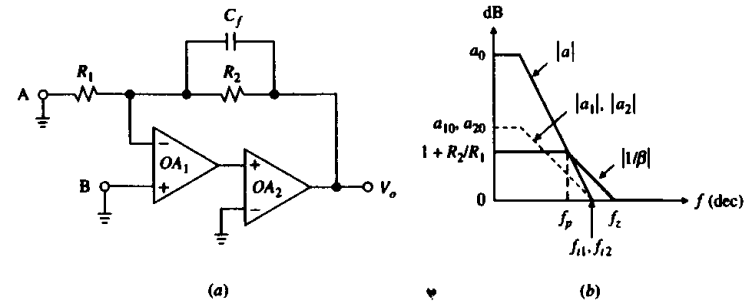 C_f
R_2
A
R_1
OA_1
B
OA_2
V_o
(a)
dB
a_0
|a|
|a_1|, |a_2|
a_10, a_20
1 + R_2/R_1
|1/β|
0
f (dec)
f_p
f_z
f_t1, f_t2
(b)